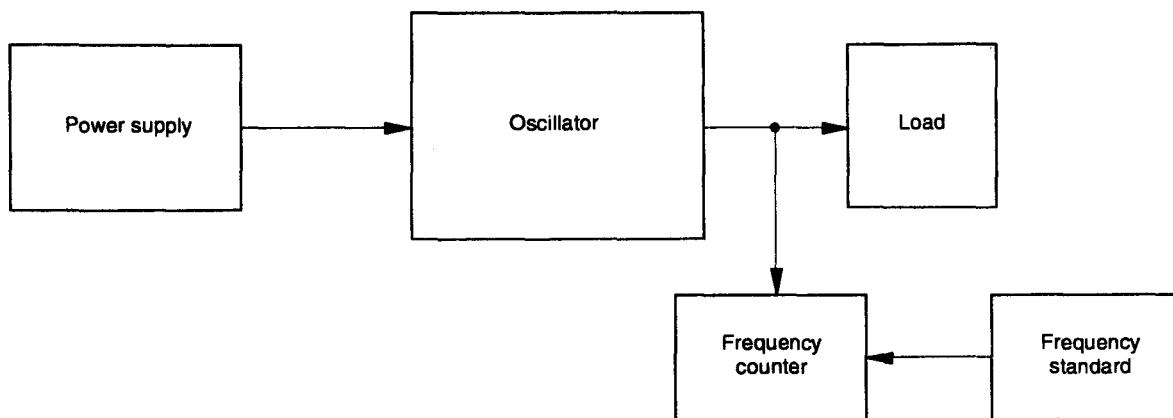 Power supply
Oscillator
Load
Frequency
counter
Frequency
standard